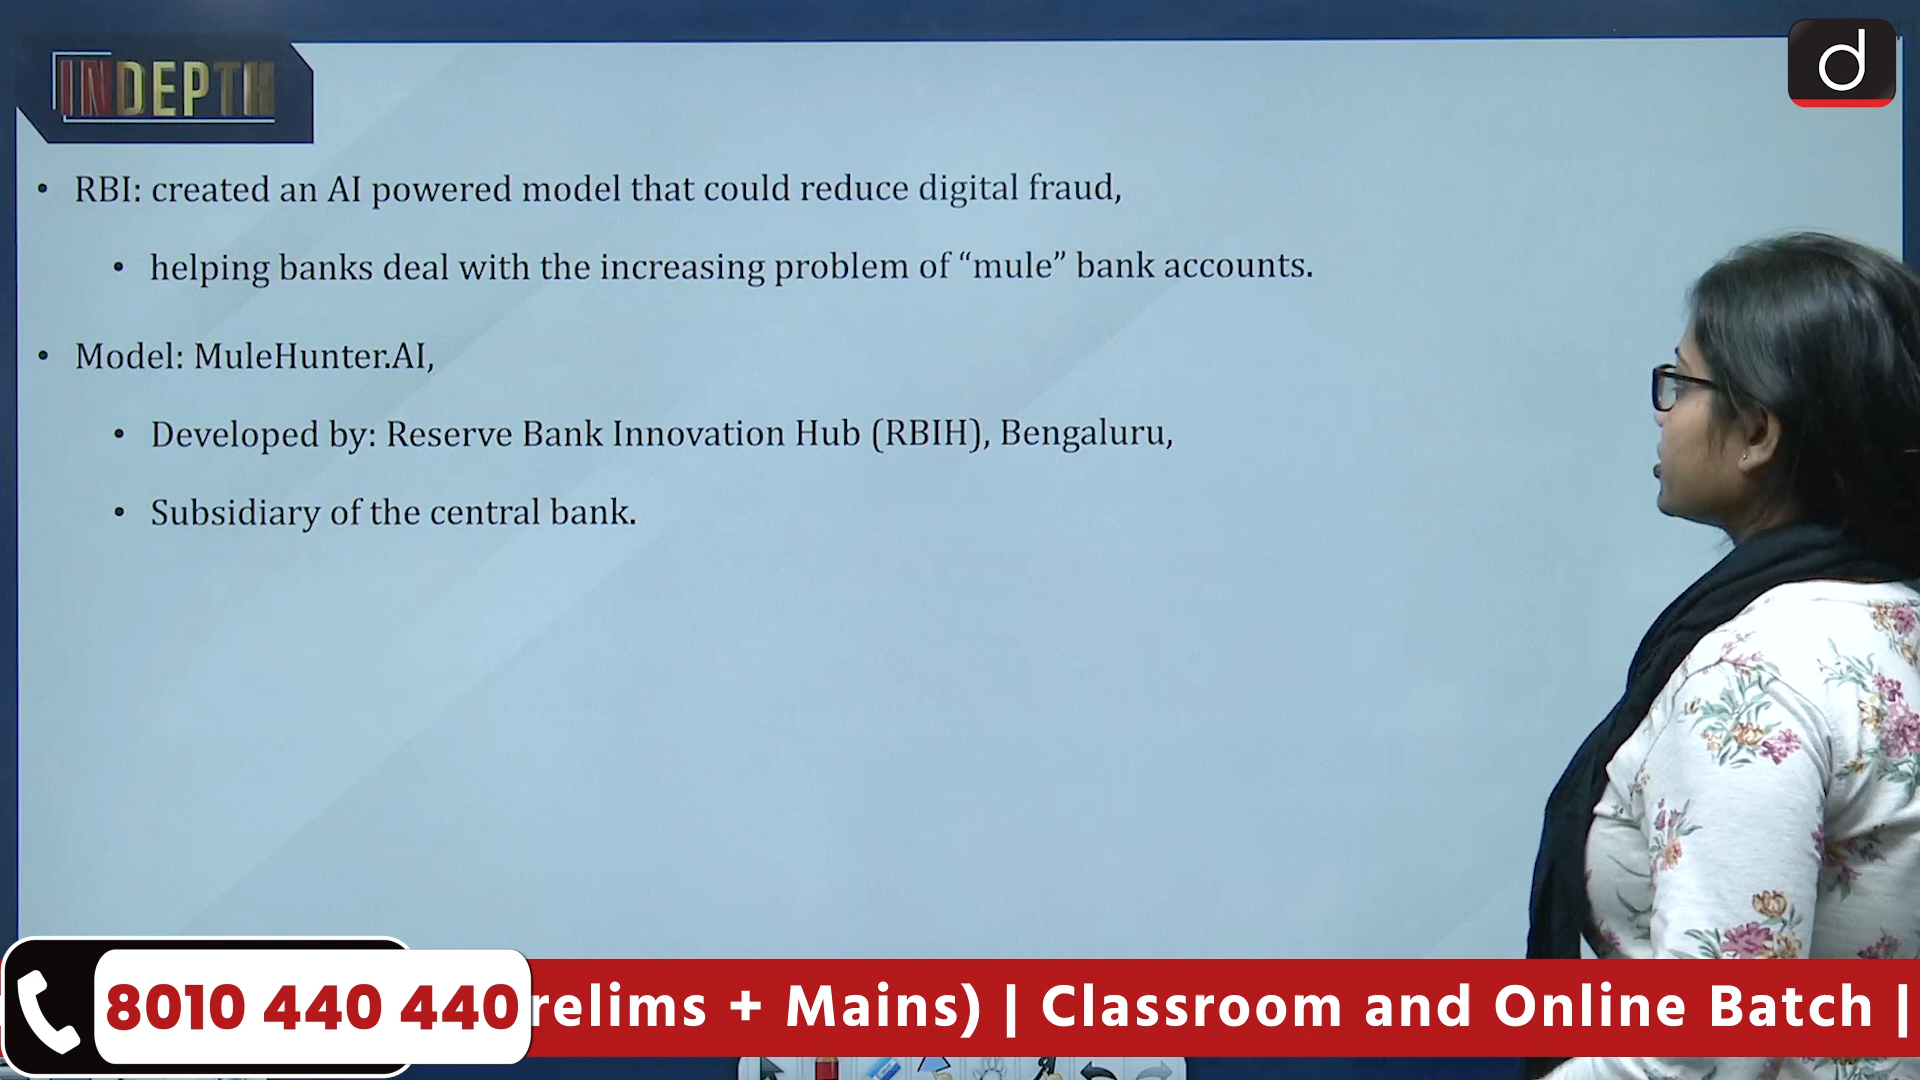 INDEPTH
d
• RBI: created an AI powered model that could reduce digital fraud,
• helping banks deal with the increasing problem of “mule” bank accounts.
• Model: MuleHunter.AI,
• Developed by: Reserve Bank Innovation Hub (RBIH), Bengaluru,
• Subsidiary of the central bank.
8010 440 440 relims + Mains) | Classroom and Online Batch |